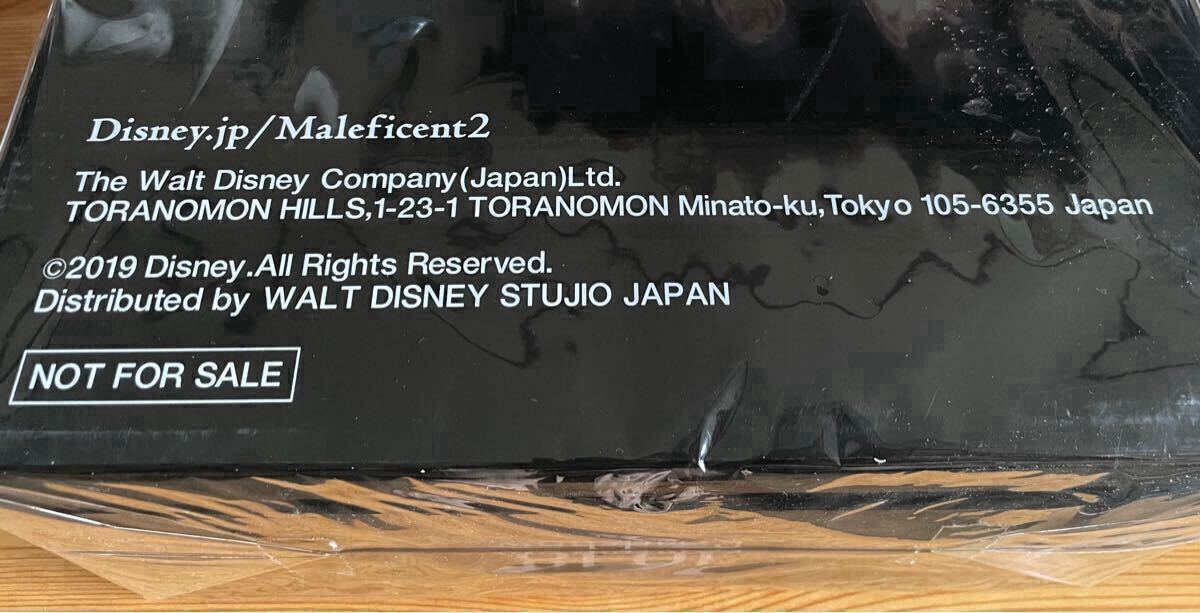 Disney.jp/Maleficent2
The Walt Disney Company(Japan)Ltd.
TORANOMON HILLS,1-23-1 TORANOMON Minato-ku,Tokyo 105-6355 Japan
©2019 Disney.All Rights Reserved.
Distributed by WALT DISNEY STUJIO JAPAN
NOT FOR SALE